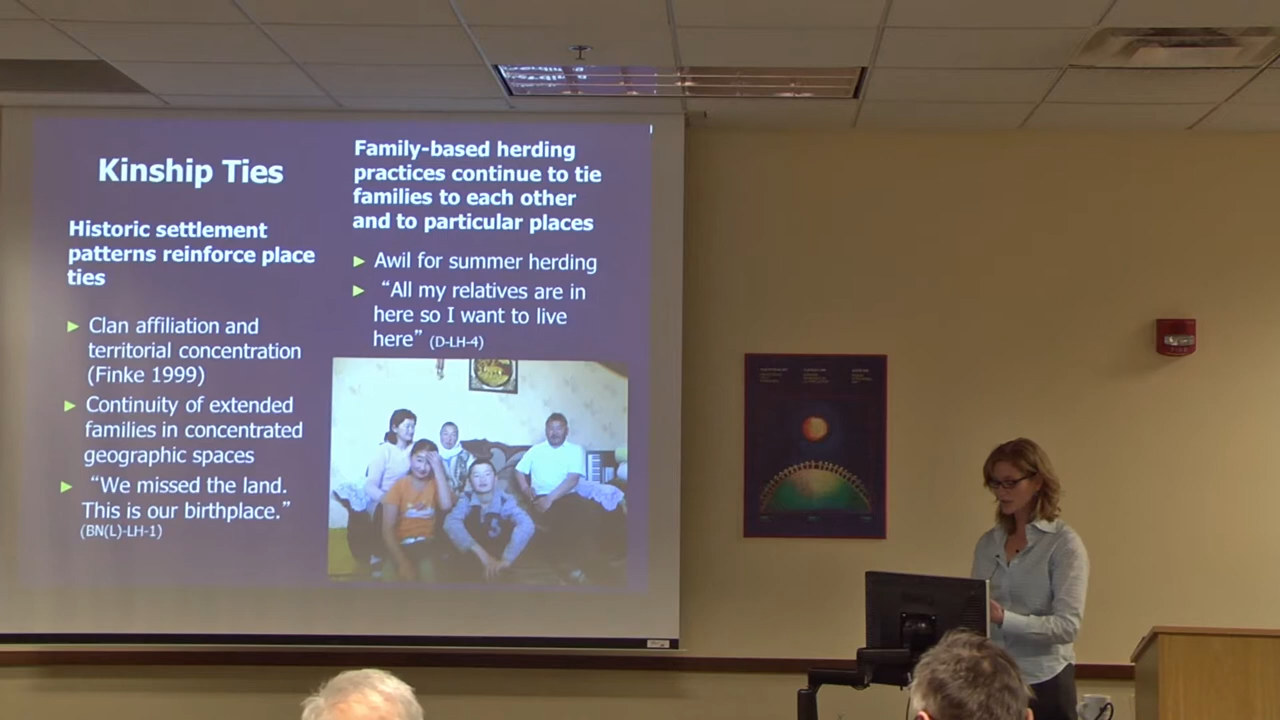 Kinship Ties
Historic settlement
patterns reinforce place
ties
► Clan affiliation and
territorial concentration
(Finke 1999)
► Continuity of extended
families in concentrated
geographic spaces
► “We missed the land.
This is our birthplace.”
(BN(L)-LH-1)
Family-based herding
practices continue to tie
families to each other
and to particular places
► Awil for summer herding
► “All my relatives are in
here so I want to live
here” (D-LH-4)
FIRE